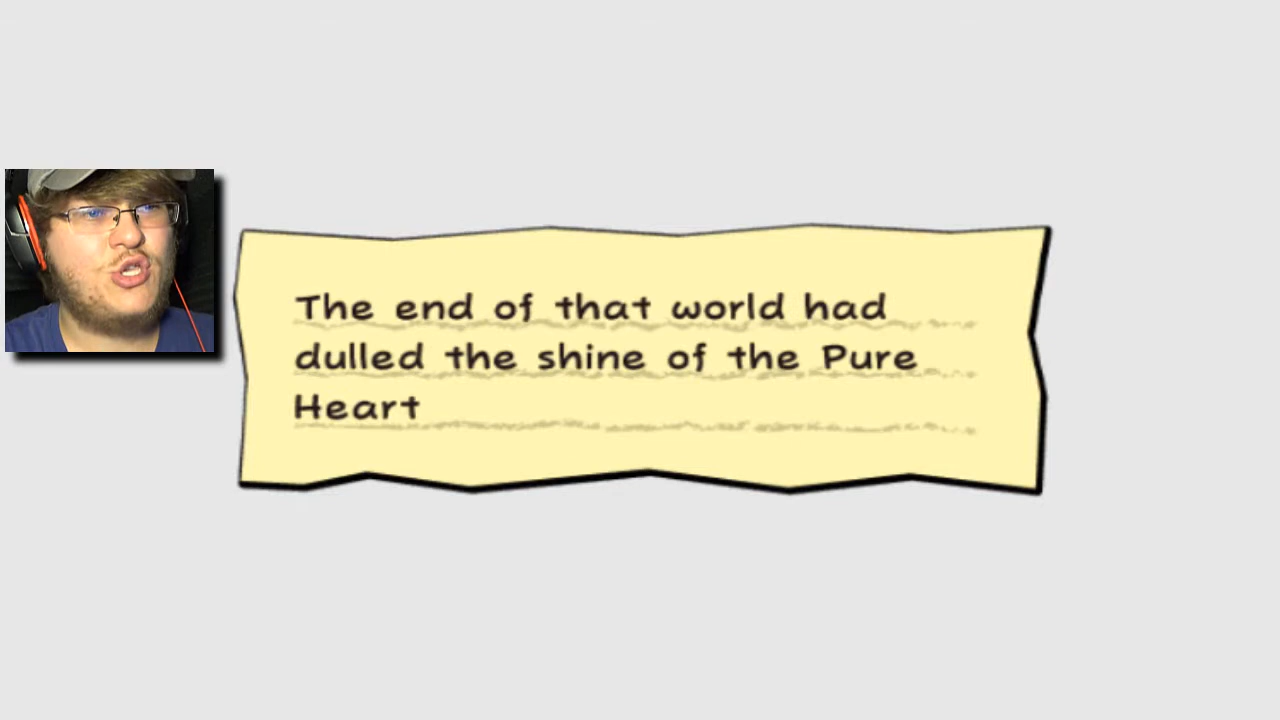 The end of that world had
dulled the shine of the Pure
Heart